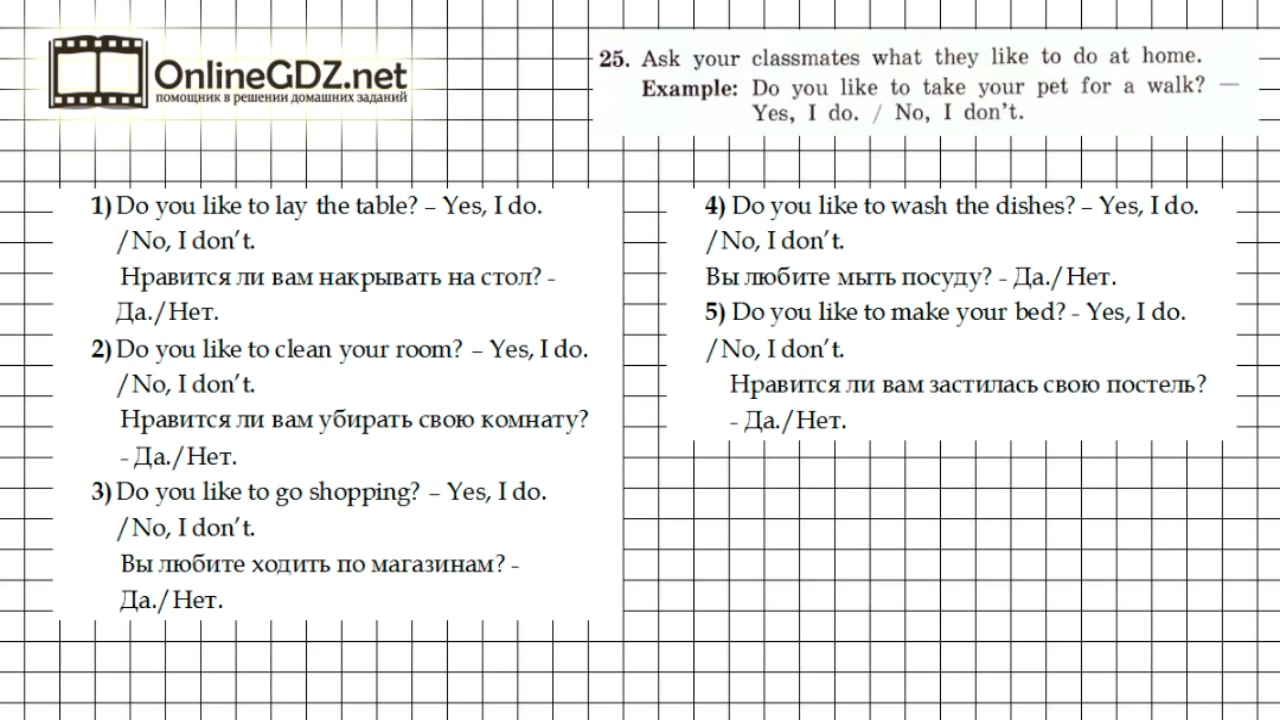 OnlineGDZ.net
помощник в решении домашних заданий
25. Ask your classmates what they like to do at home.
Example: Do you like to take your pet for a walk? —
Yes, I do. / No, I don't.
1) Do you like to lay the table? – Yes, I do.
/No, I don't.
Нравится ли вам накрывать на стол? -
Да./Нет.
2) Do you like to clean your room? – Yes, I do.
/No, I don't.
Нравится ли вам убирать свою комнату?
- Да./Нет.
3) Do you like to go shopping? – Yes, I do.
/No, I don't.
Вы любите ходить по магазинам? -
Да./Нет.
4) Do you like to wash the dishes? – Yes, I do.
/No, I don't.
Вы любите мыть посуду? - Да./Нет.
5) Do you like to make your bed? - Yes, I do.
/No, I don't.
Нравится ли вам застилась свою постель?
- Да./Нет.